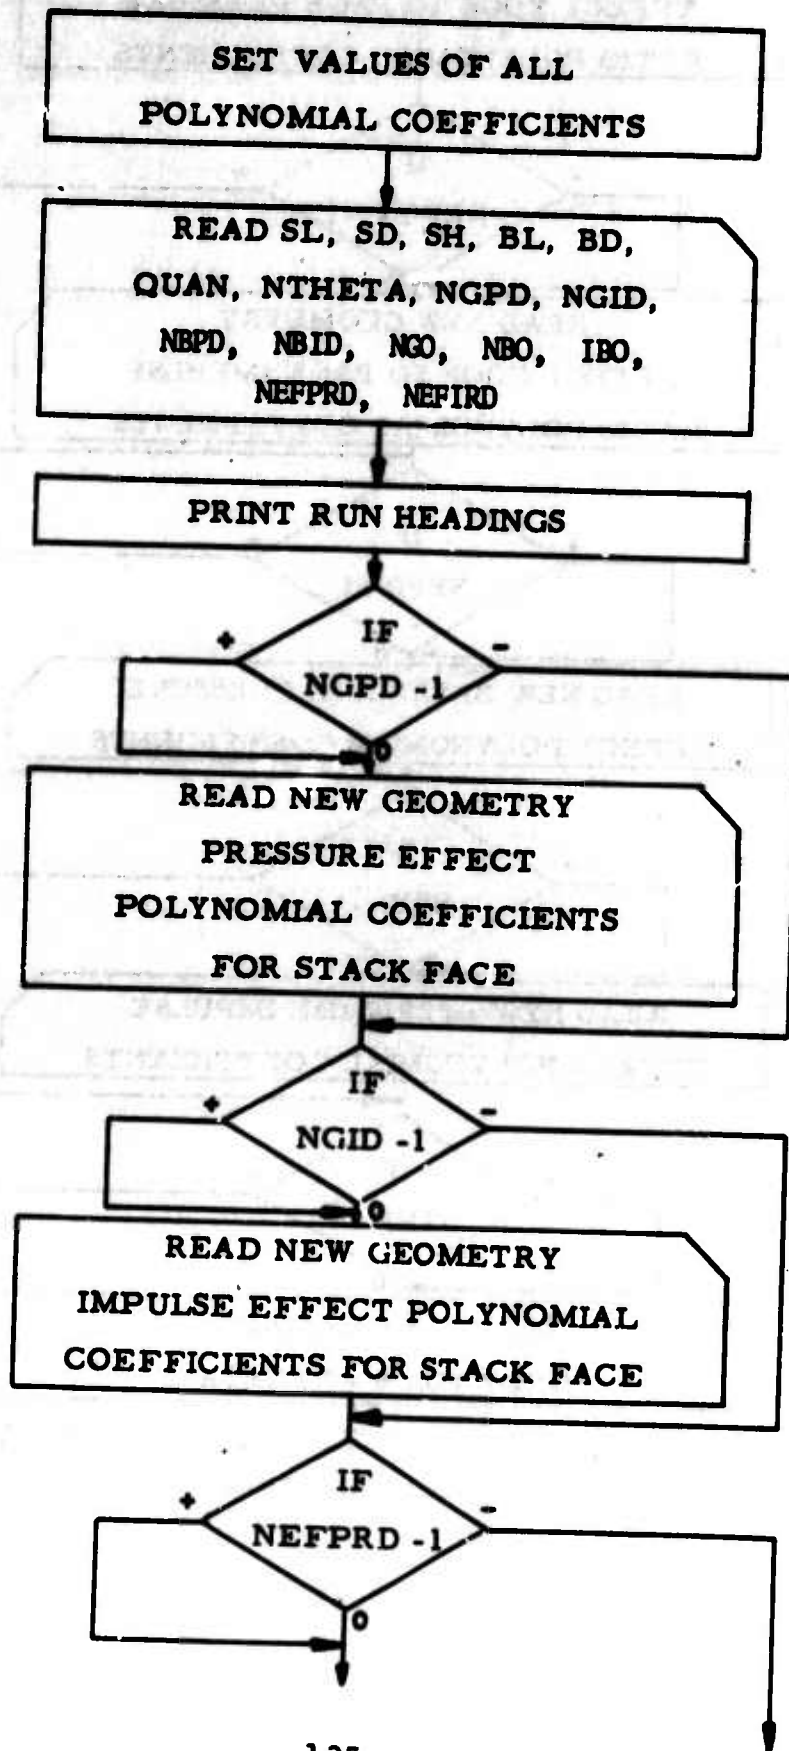 SET VALUES OF ALL
POLYNOMIAL COEFFICIENTS
READ SL, SD, SH, BL, BD,
QUAN, NTHETA, NGPD, NGID,
NBPD, NBID, NGO, NBO, IBO,
NEFPRD, NEFIRD
PRINT RUN HEADINGS
+ IF -
NGPD -1
0
READ NEW GEOMETRY
PRESSURE EFFECT
POLYNOMIAL COEFFICIENTS
FOR STACK FACE
+ IF -
NGID -1
0
READ NEW GEOMETRY
IMPULSE EFFECT POLYNOMIAL
COEFFICIENTS FOR STACK FACE
+ IF -
NEFPRD -1
0